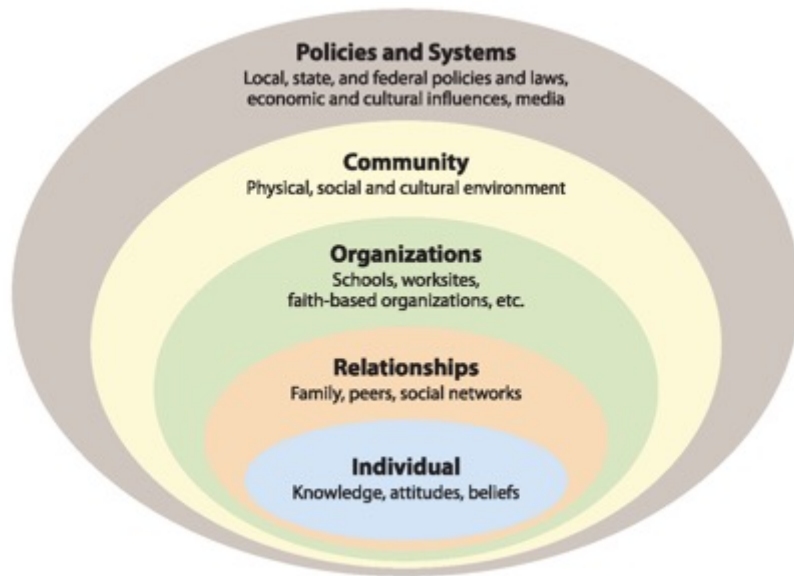 Policies and Systems
Local, state, and federal policies and laws,
economic and cultural influences, media
Community
Physical, social and cultural environment
Organizations
Schools, worksites,
faith-based organizations, etc.
Relationships
Family, peers, social networks
Individual
Knowledge, attitudes, beliefs